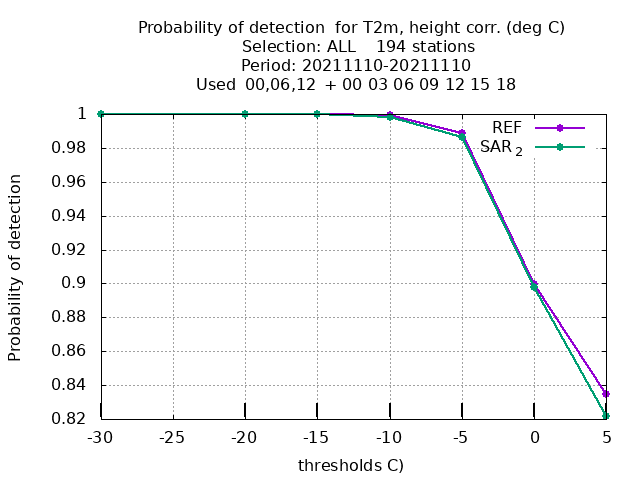 Probability of detection  for T2m, height corr. (deg C)
Selection: ALL    194 stations
Period: 20211110-20211110
Used  00,06,12  + 00 03 06 09 12 15 18
REF
SAR 2
Probability of detection
1
0.98
0.96
0.94
0.92
0.9
0.88
0.86
0.84
0.82
-30 -25 -20 -15 -10 -5 0 5
thresholds C)